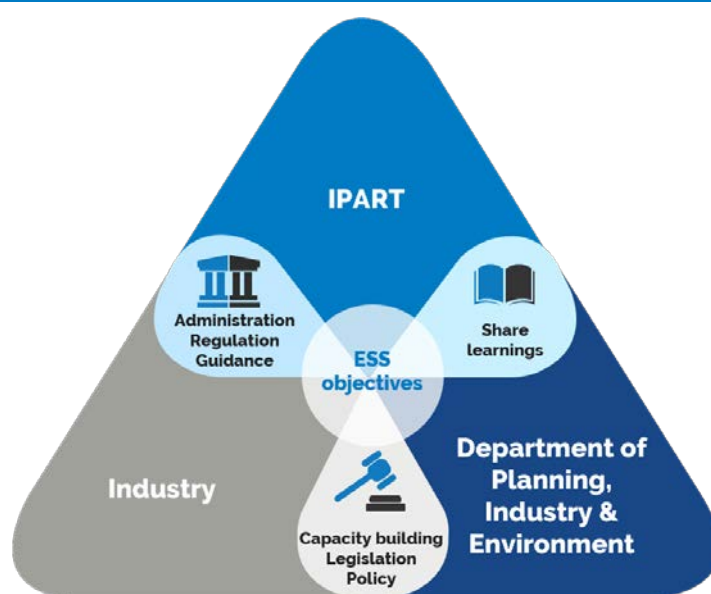 IPART
Administration
Regulation
Guidance
Share
learnings
ESS
objectives
Industry
Department of
Planning,
Industry &
Environment
Capacity building
Legislation
Policy